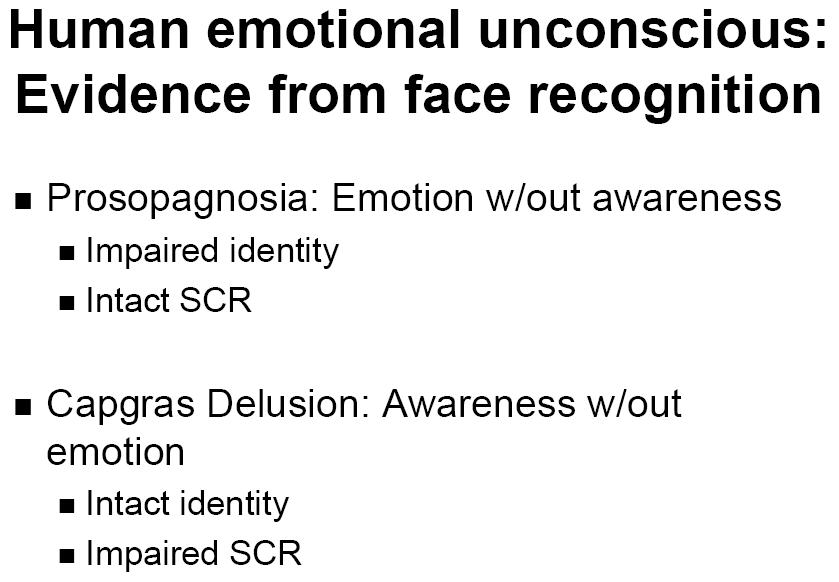 Human emotional unconscious:
Evidence from face recognition
■ Prosopagnosia: Emotion w/out awareness
■ Impaired identity
■ Intact SCR
■ Capgras Delusion: Awareness w/out
emotion
■ Intact identity
■ Impaired SCR